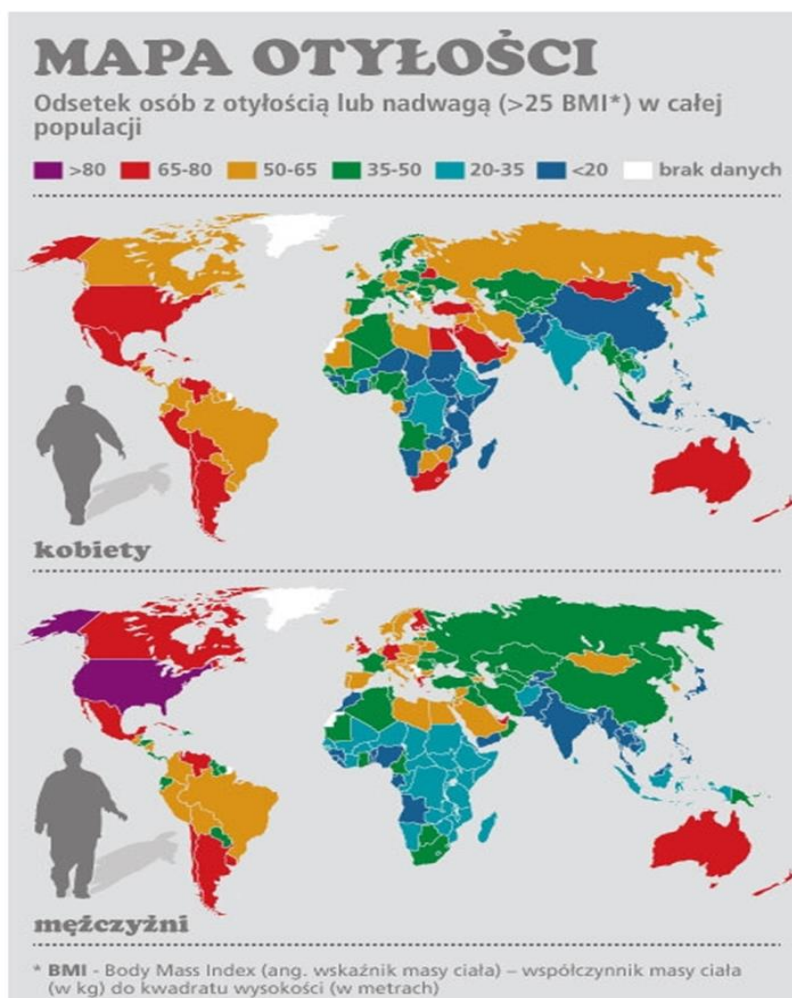 MAPA OTYŁOŚCI
Odsetek osób z otyłością lub nadwagą (>25 BMI*) w całej
populacji
>80 65-80 50-65 35-50 20-35 <20 brak danych
kobiety
mężczyżni
* BMI - Body Mass Index (ang. wskaźnik masy ciała) – współczynnik masy ciała
(w kg) do kwadratu wysokości (w metrach)